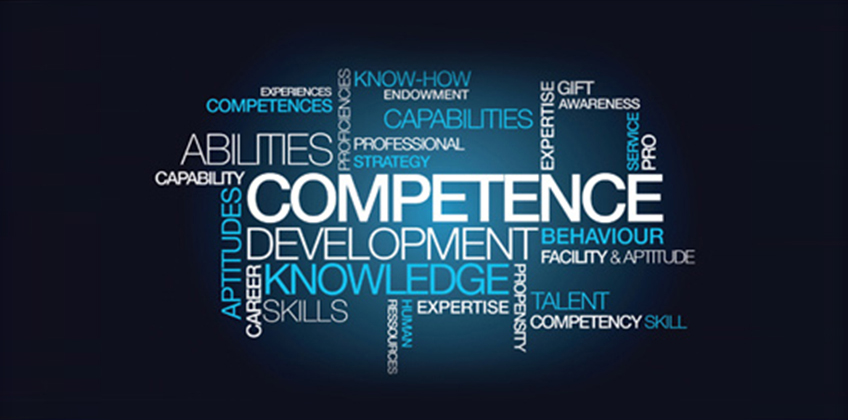 KNOW-HOW
EXPERIENCES
PROFICIENCIES
ENDOWMENT
COMPETENCES
CAPABILITIES
EXPERTISE
GIFT
AWARENESS
SERVICE
PRO
ABILITIES
PROFESSIONAL
STRATEGY
CAPABILITY
COMPETENCE
APTITUDES
DEVELOPMENT
BEHAVIOUR
FACILITY & APTITUDE
CAREER
KNOWLEDGE
PROPENSITY
SKILLS
HUMAN
RESSOURCES
EXPERTISE
TALENT
COMPETENCY SKILL